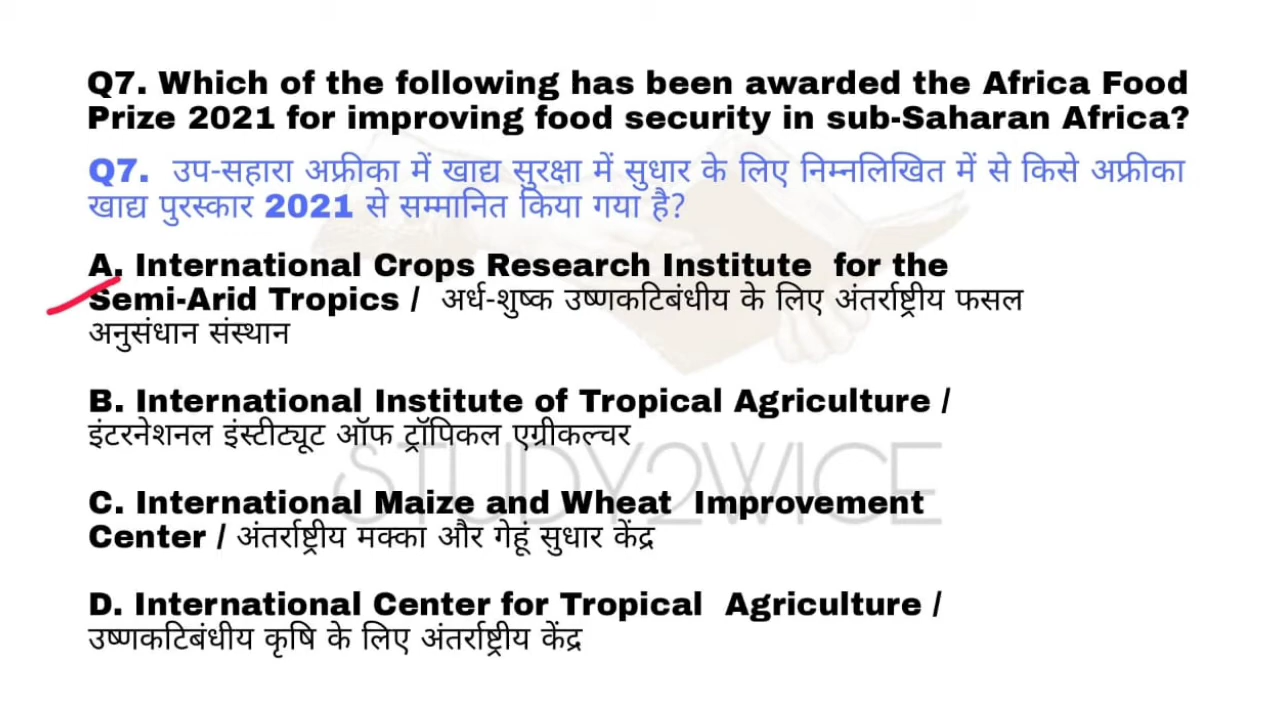 Q7. Which of the following has been awarded the Africa Food
Prize 2021 for improving food security in sub-Saharan Africa?
Q7. उप-सहारा अफ्रीका में खाद्य सुरक्षा में सुधार के लिए निम्नलिखित में से किसे अफ्रीका
खाद्य पुरस्कार 2021 से सम्मानित किया गया है?
A. International Crops Research Institute for the
Semi-Arid Tropics / अर्ध-शुष्क उष्णकटिबंधीय के लिए अंतर्राष्ट्रीय फसल
अनुसंधान संस्थान
B. International Institute of Tropical Agriculture /
इंटरनेशनल इंस्टीट्यूट ऑफ ट्रॉपिकल एग्रीकल्चर
STUDY2WICE
C. International Maize and Wheat Improvement
Center / अंतर्राष्ट्रीय मक्का और गेहूं सुधार केंद्र
D. International Center for Tropical Agriculture /
उष्णकटिबंधीय कृषि के लिए अंतर्राष्ट्रीय केंद्र